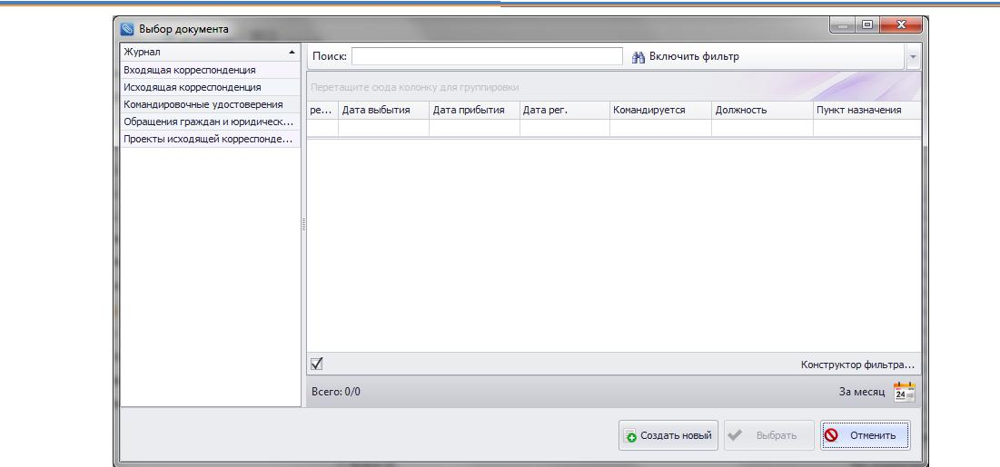 Выбор документа
Журнал
Входящая корреспонденция
Исходящая корреспонденция
Командировочные удостоверения
Обращения граждан и юридическ...
Проекты исходящей корреспонде...
Поиск: Включить фильтр
Перетащите сюда колонку для группировки
ре... Дата выбытия Дата прибытия Дата рег. Командируется Должность Пункт назначения
Конструктор фильтра...
Всего: 0/0 За месяц 24
Создать новый Выбрать Отменить